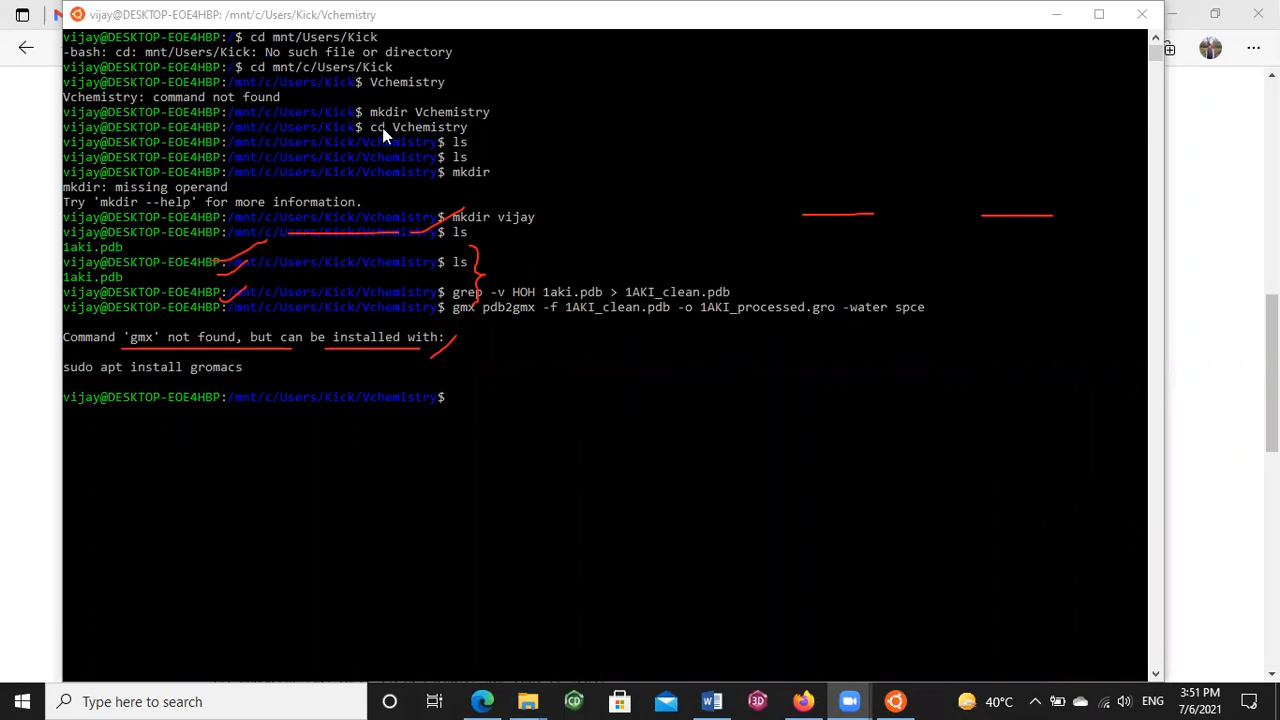 vijay@DESKTOP-EOE4HBP: /mnt/c/Users/Kick/Vchemistry
vijay@DESKTOP-EOE4HBP:/$ cd mnt/Users/Kick
-bash: cd: mnt/Users/Kick: No such file or directory
vijay@DESKTOP-EOE4HBP:/$ cd mnt/c/Users/Kick
vijay@DESKTOP-EOE4HBP:/mnt/c/Users/Kick$ Vchemistry
Vchemistry: command not found
vijay@DESKTOP-EOE4HBP:/mnt/c/Users/Kick$ mkdir Vchemistry
vijay@DESKTOP-EOE4HBP:/mnt/c/Users/Kick$ cd Vchemistry
vijay@DESKTOP-EOE4HBP:/mnt/c/Users/Kick/Vchemistry$ ls
vijay@DESKTOP-EOE4HBP:/mnt/c/Users/Kick/Vchemistry$ ls
vijay@DESKTOP-EOE4HBP:/mnt/c/Users/Kick/Vchemistry$ mkdir
mkdir: missing operand
Try 'mkdir --help' for more information.
vijay@DESKTOP-EOE4HBP:/mnt/c/Users/Kick/Vchemistry$ mkdir vijay
vijay@DESKTOP-EOE4HBP:/mnt/c/Users/Kick/Vchemistry$ ls
1aki.pdb
vijay@DESKTOP-EOE4HBP:/mnt/c/Users/Kick/Vchemistry$ ls
1aki.pdb
vijay@DESKTOP-EOE4HBP:/mnt/c/Users/Kick/Vchemistry$ grep -v HOH 1aki.pdb > 1AKI_clean.pdb
vijay@DESKTOP-EOE4HBP:/mnt/c/Users/Kick/Vchemistry$ gmx pdb2gmx -f 1AKI_clean.pdb -o 1AKI_processed.gro -water spce
Command 'gmx' not found, but can be installed with:
sudo apt install gromacs
vijay@DESKTOP-EOE4HBP:/mnt/c/Users/Kick/Vchemistry$
Type here to search
40°C
ENG
3:51 PM
7/6/2021